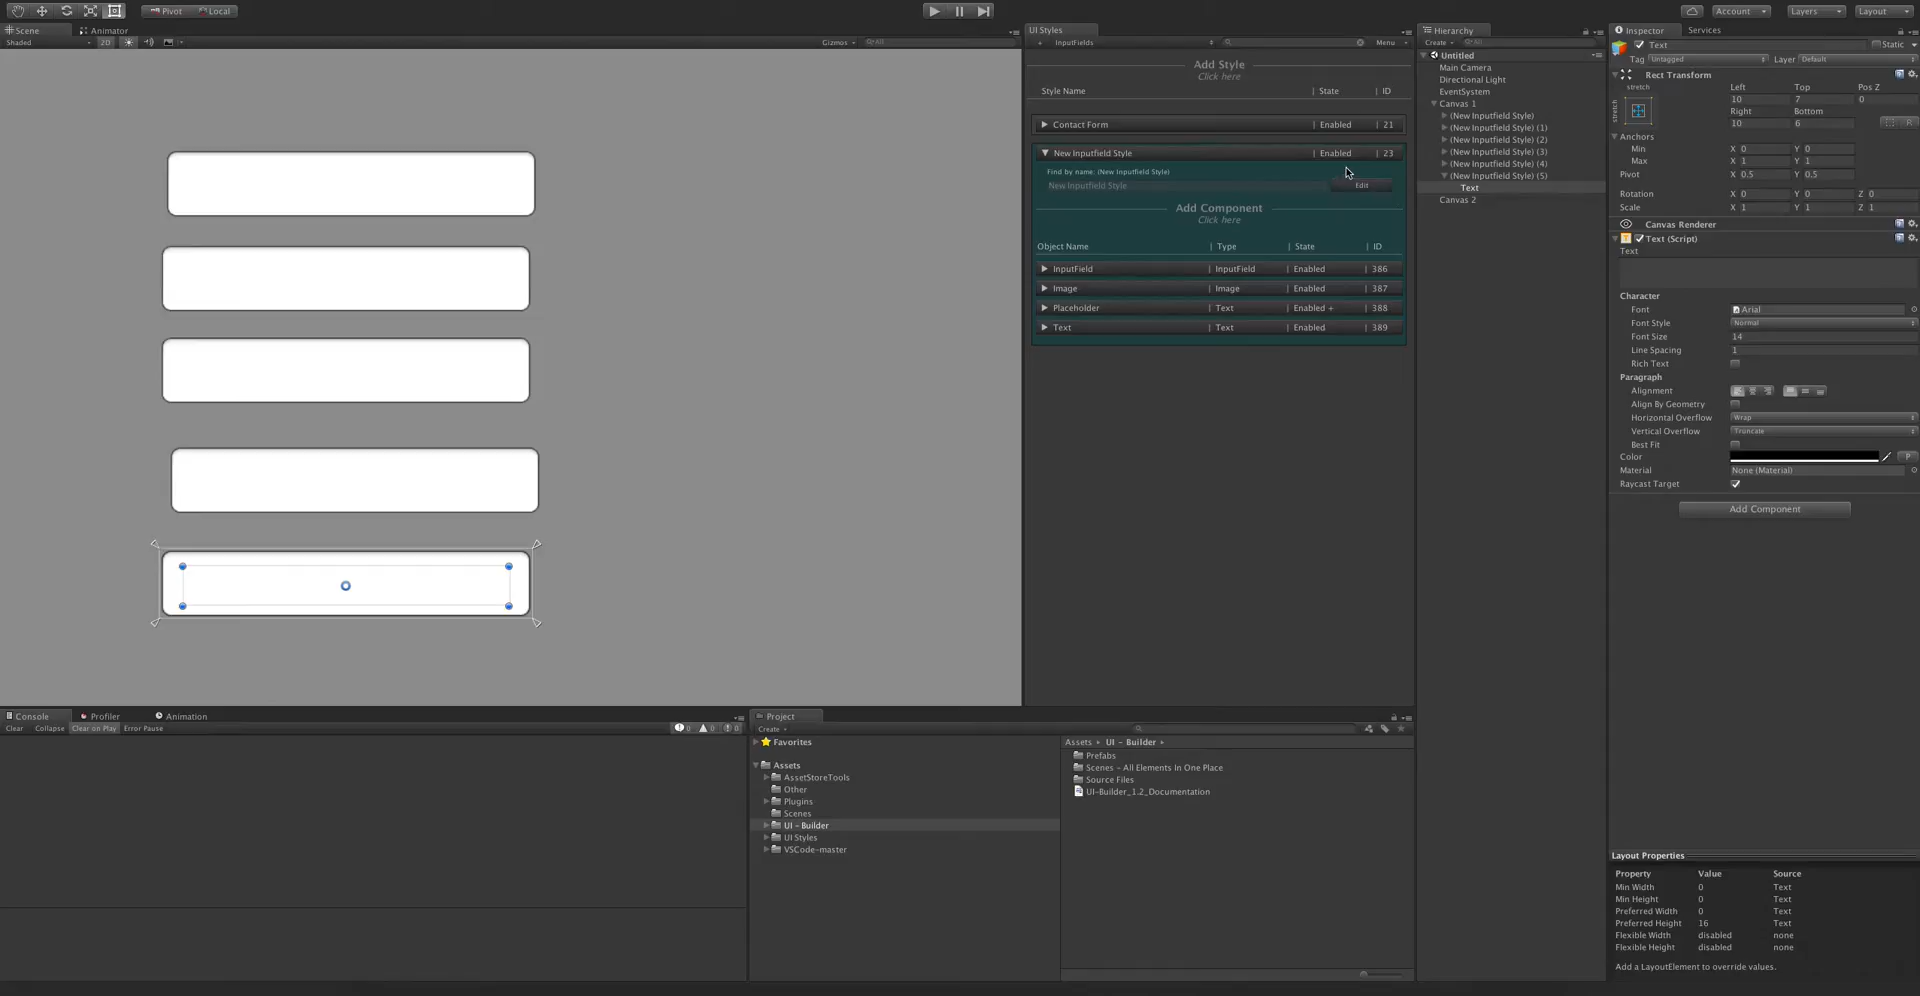 Pivot Local Account Layers Layout
Scene Animator
Shaded 2D Gizmos All
UI Styles
InputFields Menu
Add Style
Click here
Style Name | State | ID
Contact Form | Enabled | 21
New Inputfield Style | Enabled | 23
Find by name: (New Inputfield Style)
New Inputfield Style Edit
Add Component
Click here
Object Name | Type | State | ID
InputField | InputField | Enabled | 386
Image | Image | Enabled | 387
Placeholder | Text | Enabled + | 388
Text | Text | Enabled | 389
Hierarchy
Create All
Untitled
Main Camera
Directional Light
EventSystem
Canvas 1
(New Inputfield Style)
(New Inputfield Style) (1)
(New Inputfield Style) (2)
(New Inputfield Style) (3)
(New Inputfield Style) (4)
(New Inputfield Style) (5)
Text
Canvas 2
Inspector Services
Text Static
Tag Untagged Layer Default
Rect Transform
stretch Left Top Pos Z
stretch 10 7 0
Right Bottom
10 6 R
Anchors
Min X 0 Y 0
Max X 1 Y 1
Pivot X 0.5 Y 0.5
Rotation X 0 Y 0 Z 0
Scale X 1 Y 1 Z 1
Canvas Renderer
Text (Script)
Text
Character
Font Arial
Font Style Normal
Font Size 14
Line Spacing 1
Rich Text
Paragraph
Alignment
Align By Geometry
Horizontal Overflow Wrap
Vertical Overflow Truncate
Best Fit
Color P
Material None (Material)
Raycast Target
Add Component
Layout Properties
Property Value Source
Min Width 0 Text
Min Height 0 Text
Preferred Width 0 Text
Preferred Height 16 Text
Flexible Width disabled none
Flexible Height disabled none
Add a LayoutElement to override values.
Console Profiler Animation
Clear Collapse Clear on Play Error Pause 0 0 0
Project
Create
Favorites
Assets
AssetStoreTools
Other
Plugins
Scenes
UI - Builder
UI Styles
VSCode-master
Assets UI - Builder
Prefabs
Scenes - All Elements In One Place
Source Files
UI-Builder_1.2_Documentation